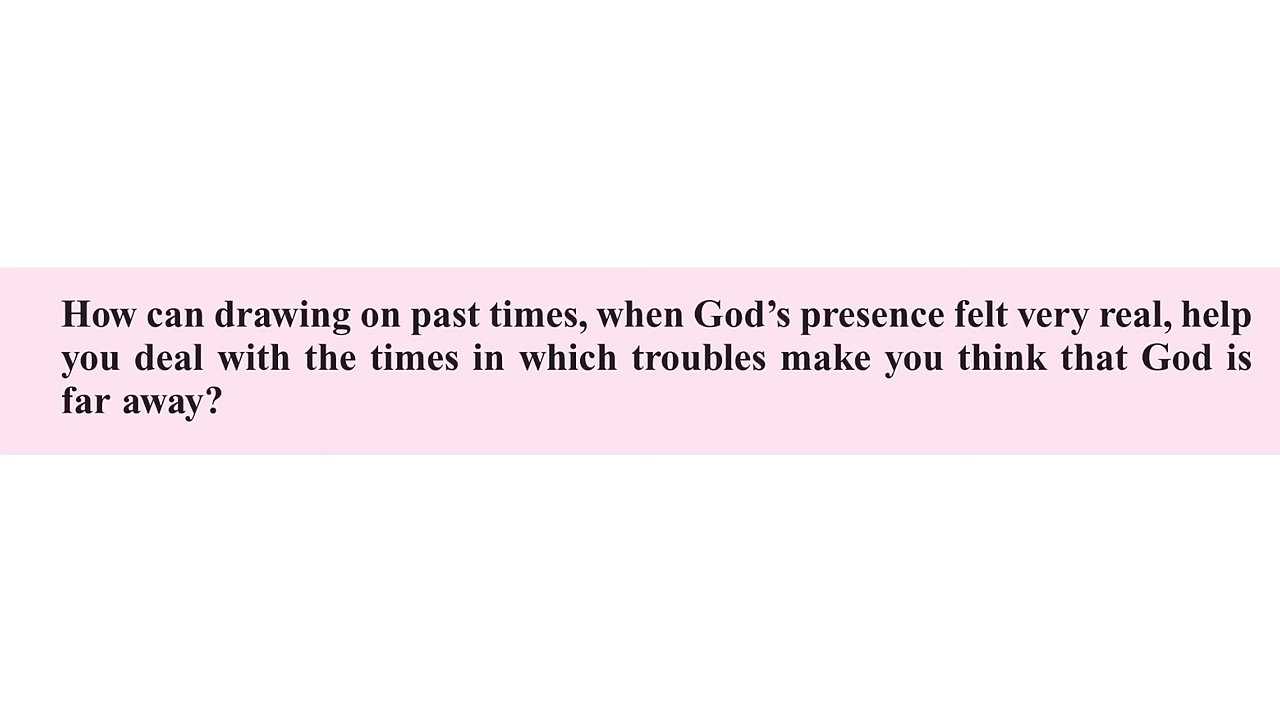 How can drawing on past times, when God’s presence felt very real, help
you deal with the times in which troubles make you think that God is
far away?